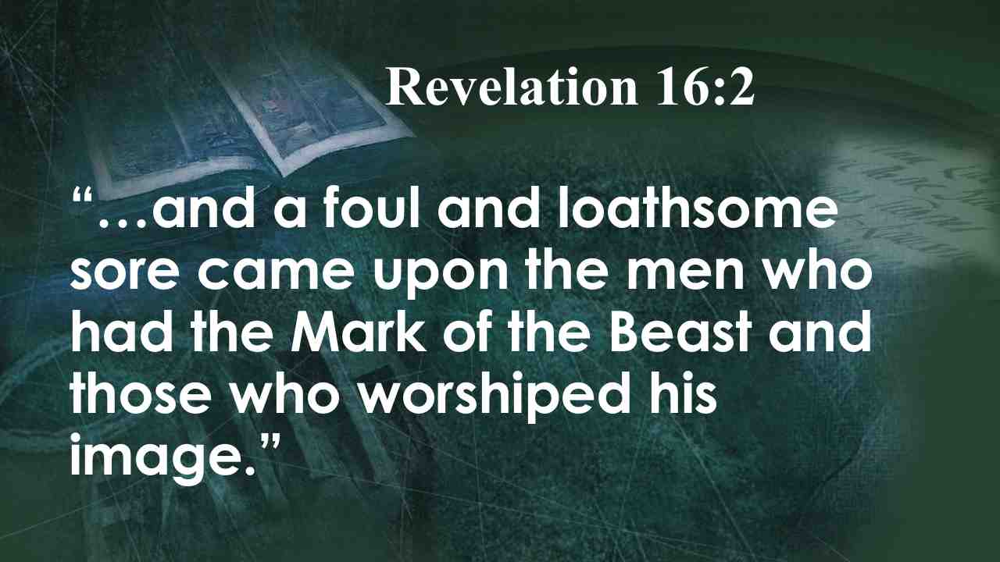 Revelation 16:2
“…and a foul and loathsome
sore came upon the men who
had the Mark of the Beast and
those who worshiped his
image.”